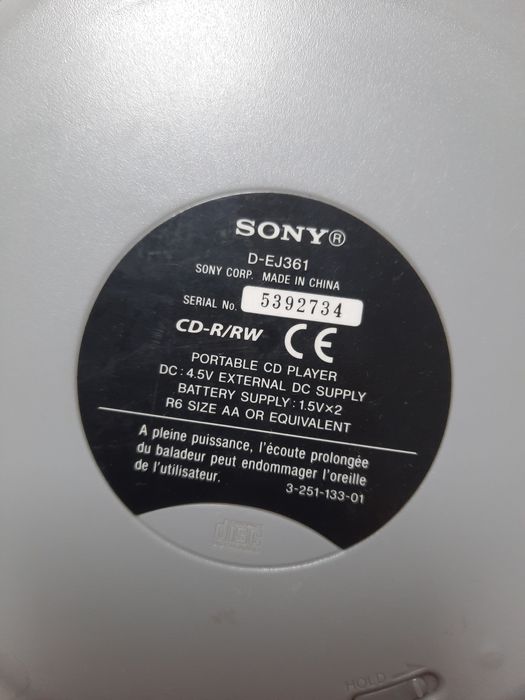 SONY®
D-EJ361
SONY CORP. MADE IN CHINA
SERIAL No. 5392734
CD-R/RW CE
PORTABLE CD PLAYER
DC : 4.5V EXTERNAL DC SUPPLY
BATTERY SUPPLY : 1.5V×2
R6 SIZE AA OR EQUIVALENT
A pleine puissance, l'écoute prolongée
du baladeur peut endommager l'oreille
de l'utilisateur.
3-251-133-01
disc
HOLD